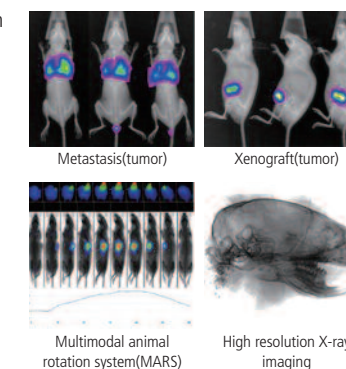 Metastasis(tumor)
Xenograft(tumor)
Multimodal animal
rotation system(MARS)
High resolution X-ray
imaging